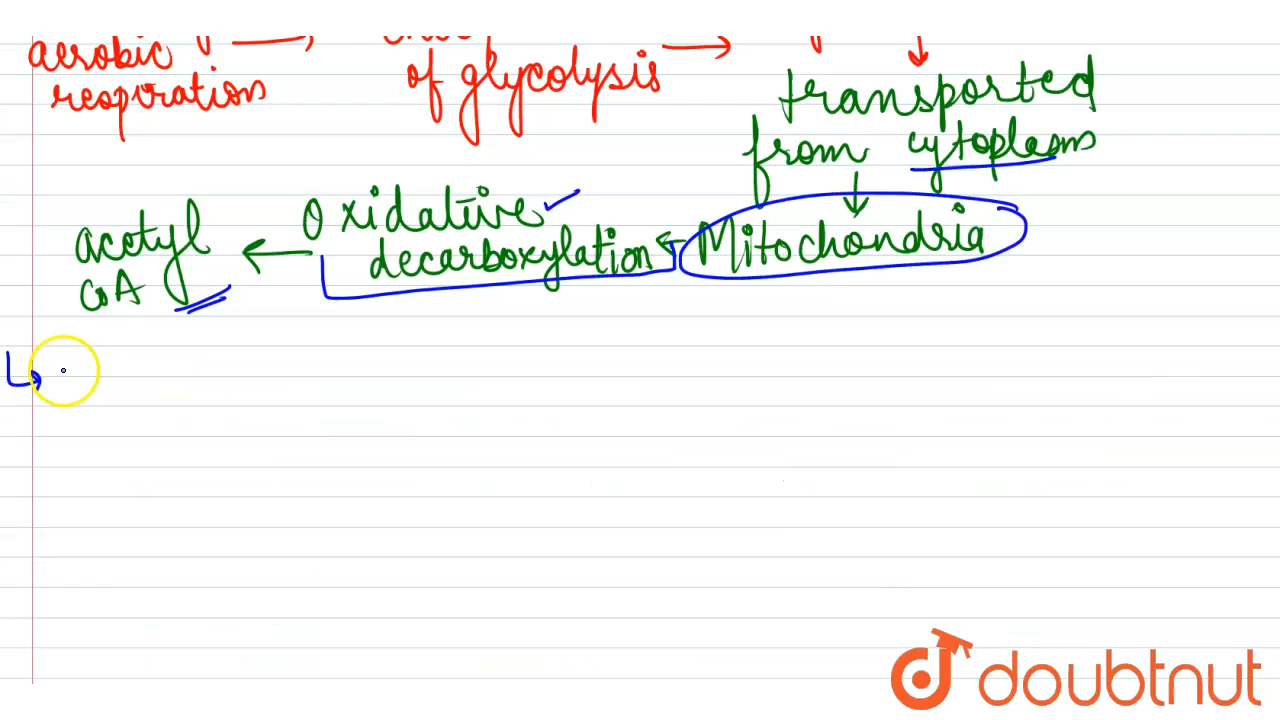 aerobic
respiration
of glycolysis
transported
from cytoplasm
Mitochondria
Oxidative
decarboxylation
acetyl
CoA
doubtnut